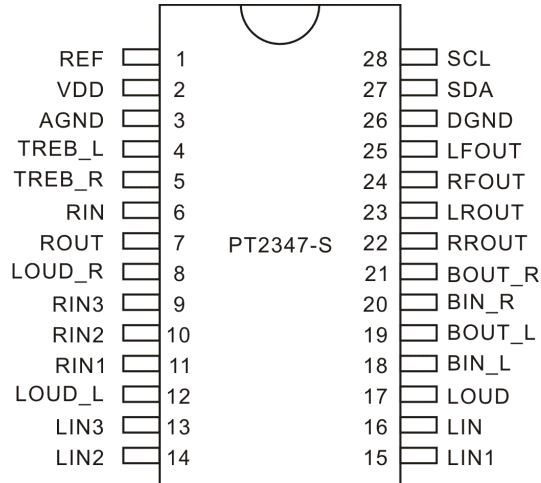 REF 1 28 SCL
VDD 2 27 SDA
AGND 3 26 DGND
TREB_L 4 25 LFOUT
TREB_R 5 24 RFOUT
RIN 6 23 LROUT
ROUT 7 PT2347-S 22 RROUT
LOUD_R 8 21 BOUT_R
RIN3 9 20 BIN_R
RIN2 10 19 BOUT_L
RIN1 11 18 BIN_L
LOUD_L 12 17 LOUD
LIN3 13 16 LIN
LIN2 14 15 LIN1